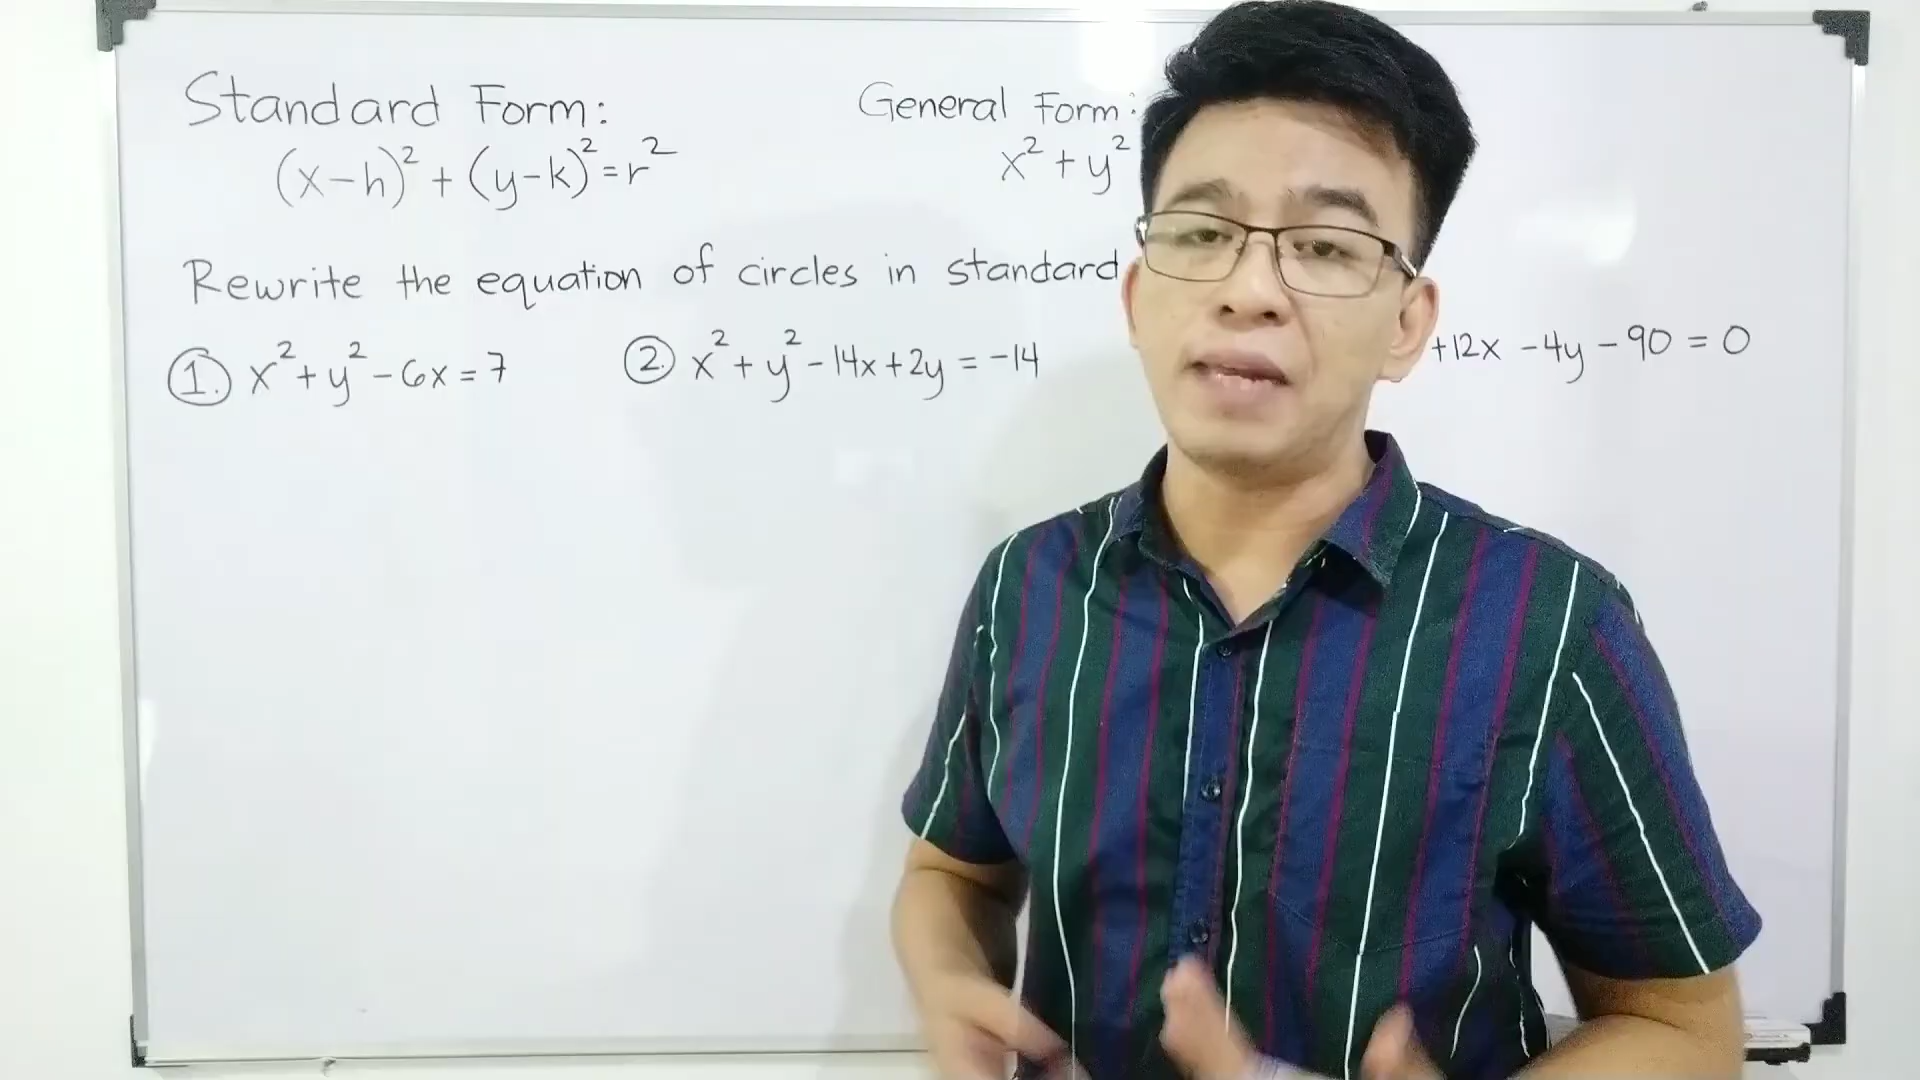 Standard Form:
(x-h)² + (y-k)² = r²
General Form:
x² + y²
Rewrite the equation of circles in standard
1. x² + y² - 6x = 7
2. x² + y² - 14x + 2y = -14
+12x - 4y - 90 = 0